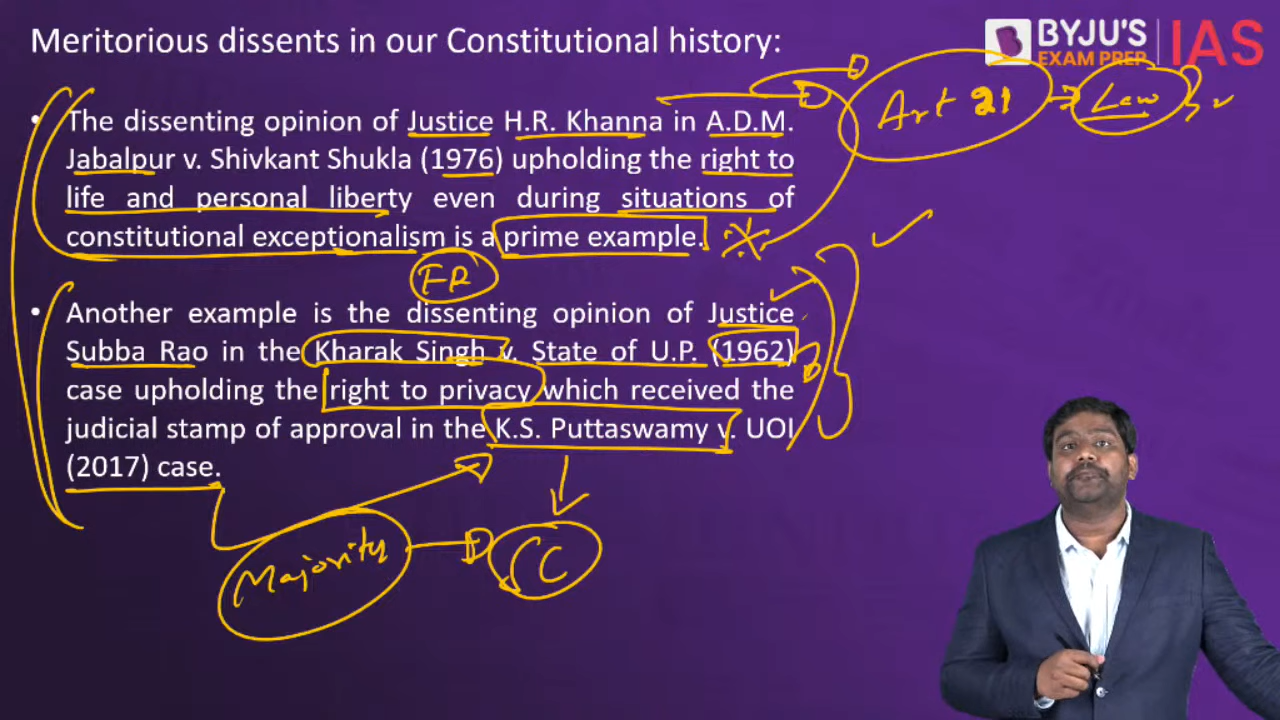 Meritorious dissents in our Constitutional history:
BYJU'S
EXAM PREP
IAS
Art 21
Law
• The dissenting opinion of Justice H.R. Khanna in A.D.M.
Jabalpur v. Shivkant Shukla (1976) upholding the right to
life and personal liberty even during situations of
constitutional exceptionalism is a prime example.
FR
• Another example is the dissenting opinion of Justice
Subba Rao in the Kharak Singh v. State of U.P. (1962)
case upholding the right to privacy which received the
judicial stamp of approval in the K.S. Puttaswamy v. UOI
(2017) case.
Majority
SC